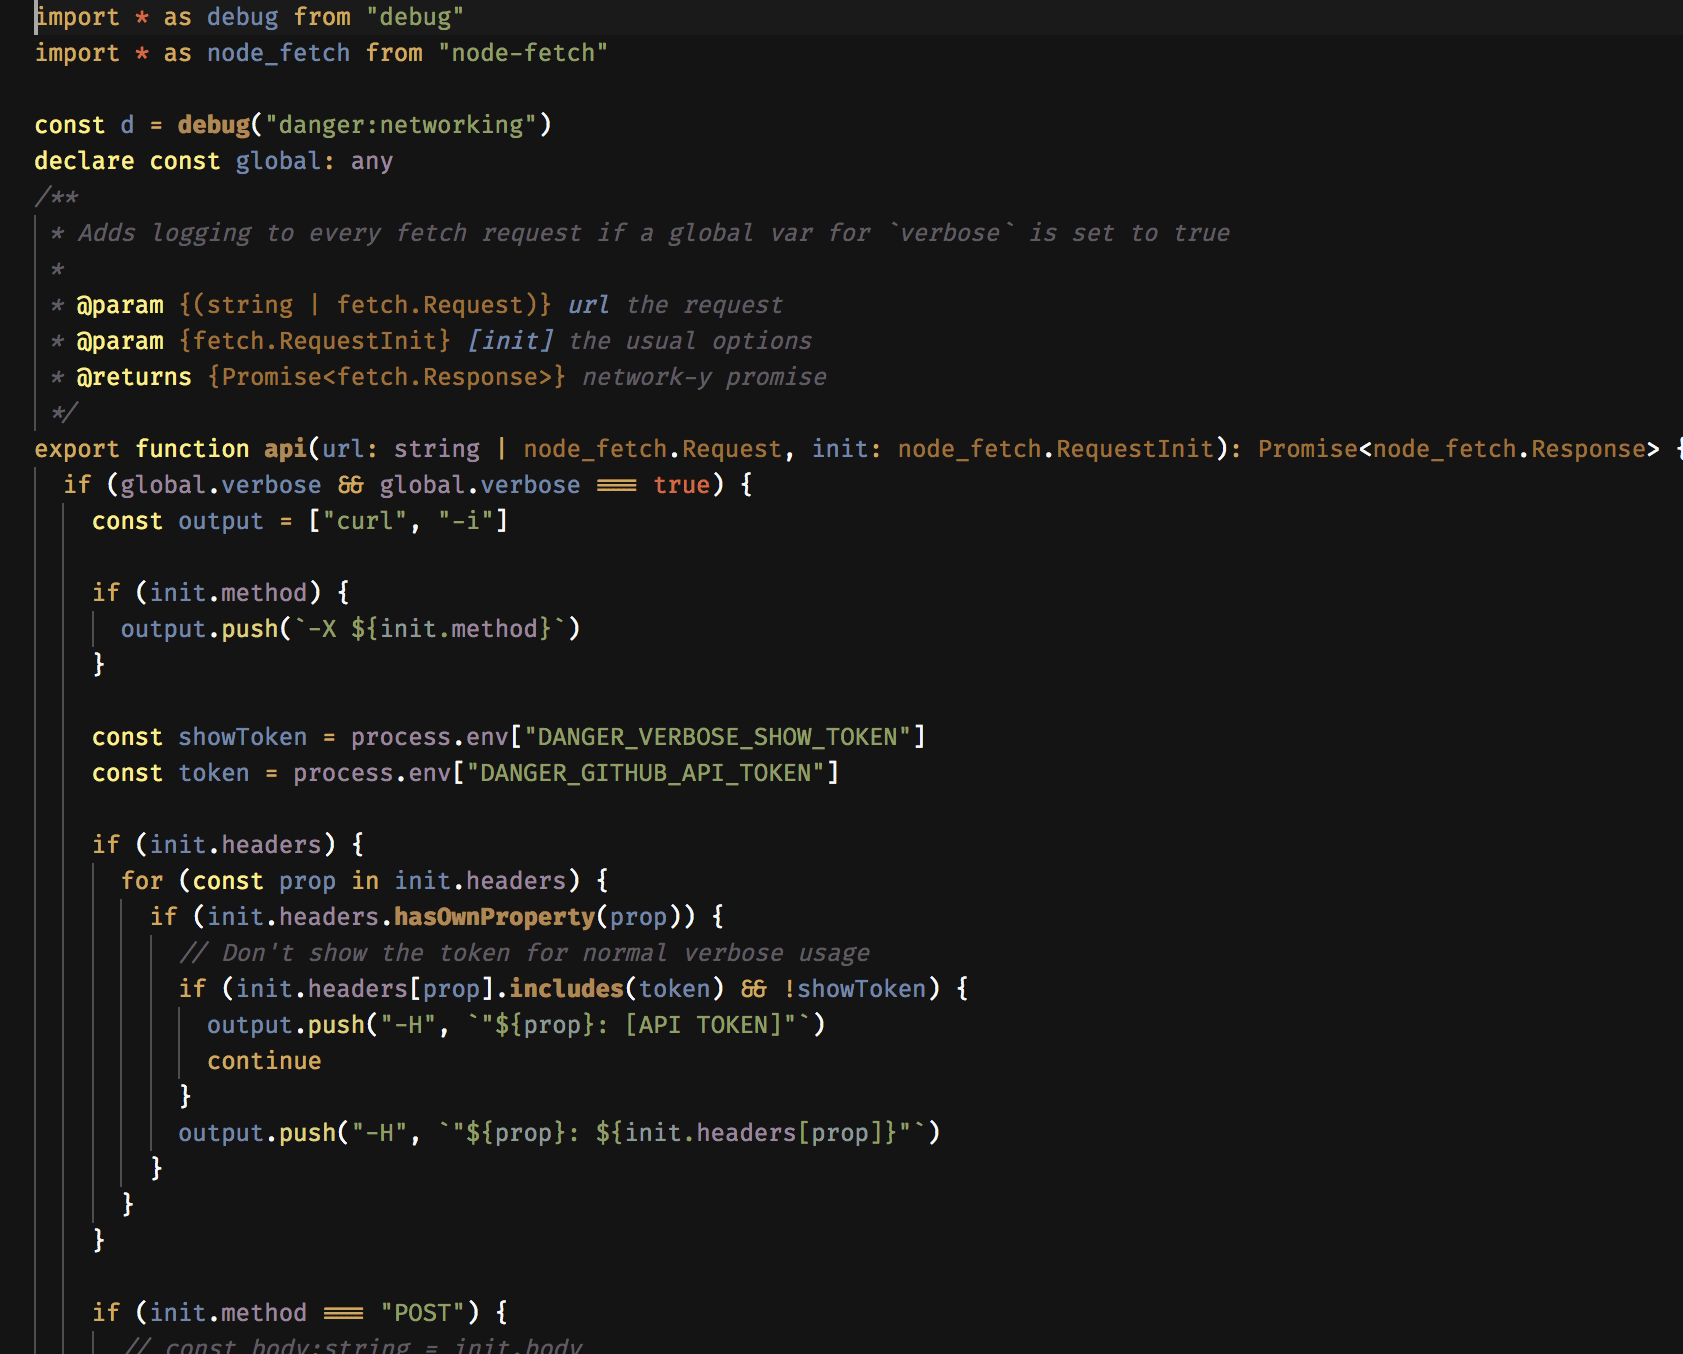 import * as debug from "debug"
import * as node_fetch from "node-fetch"
const d = debug("danger:networking")
declare const global: any
/**
* Adds logging to every fetch request if a global var for `verbose` is set to true
*
* @param {(string | fetch.Request)} url the request
* @param {fetch.RequestInit} [init] the usual options
* @returns {Promise<fetch.Response>} network-y promise
*/
export function api(url: string | node_fetch.Request, init: node_fetch.RequestInit): Promise<node_fetch.Response> {
if (global.verbose && global.verbose === true) {
const output = ["curl", "-i"]
if (init.method) {
output.push(`-X ${init.method}`)
}
const showToken = process.env["DANGER_VERBOSE_SHOW_TOKEN"]
const token = process.env["DANGER_GITHUB_API_TOKEN"]
if (init.headers) {
for (const prop in init.headers) {
if (init.headers.hasOwnProperty(prop)) {
// Don't show the token for normal verbose usage
if (init.headers[prop].includes(token) && !showToken) {
output.push("-H", `"${prop}: [API TOKEN]"`)
continue
}
output.push("-H", `"${prop}: ${init.headers[prop]}"`)
}
}
}
if (init.method === "POST") {
// const body:string = init.body